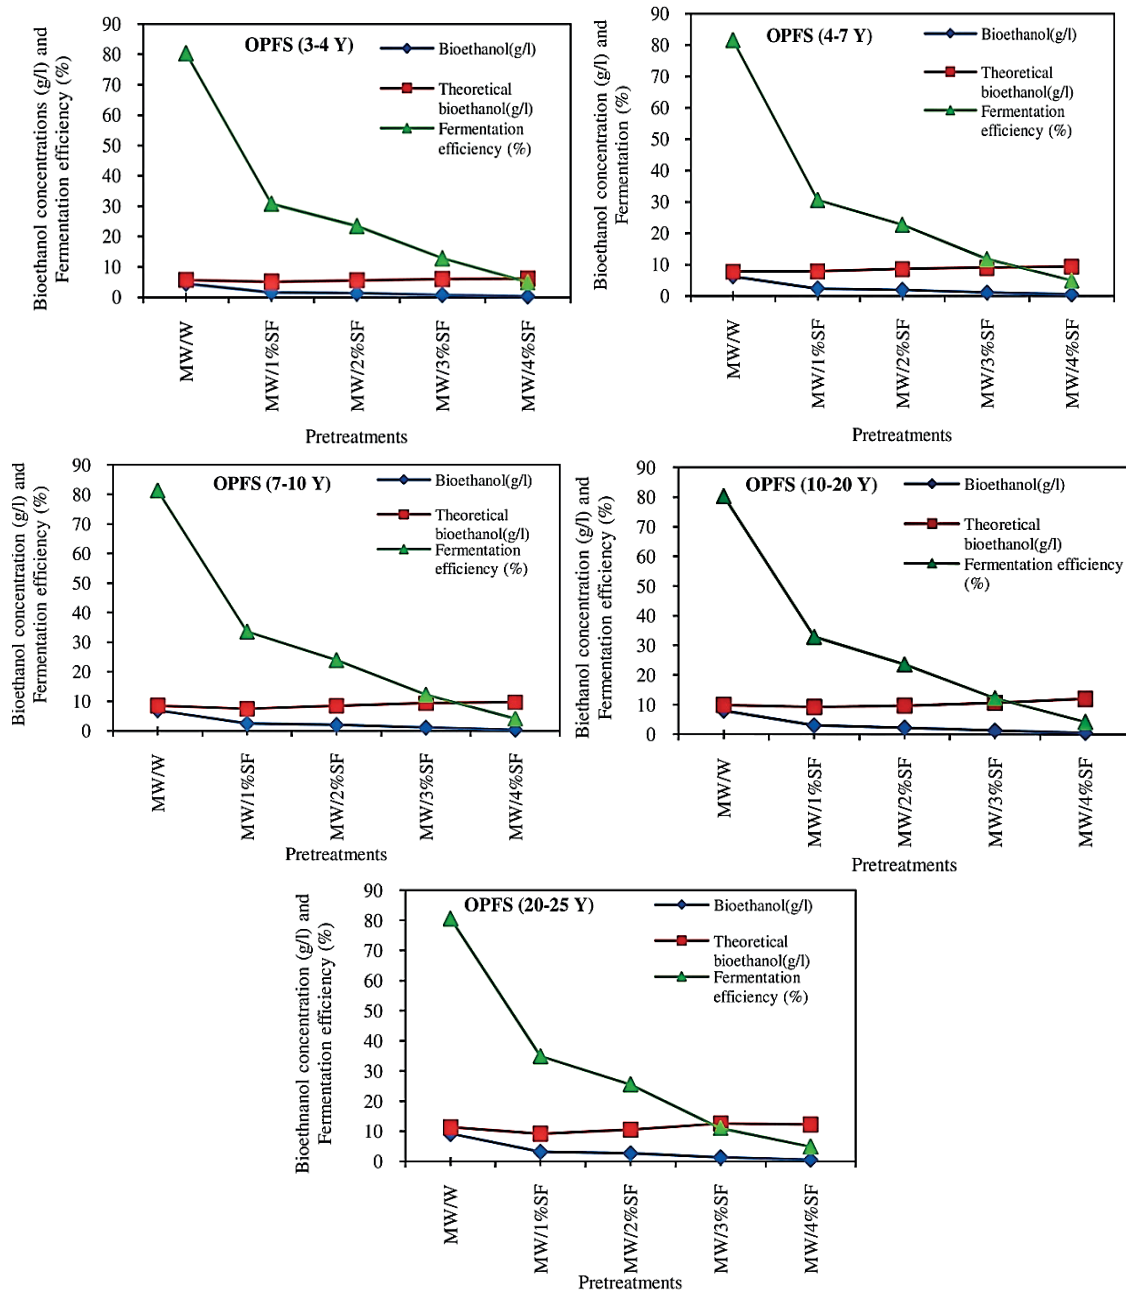 Bioethanol concentrations (g/l) and
Fermentation efficiency (%)
90
80
70
60
50
40
30
20
10
0
OPFS (3-4 Y)
Bioethanol(g/l)
Theoretical
bioethanol(g/l)
Fermentation
efficiency (%)
MW/W
MW/1%SF
MW/2%SF
MW/3%SF
MW/4%SF
Pretreatments
Bioethanol concentration (g/l) and
Fermentation (%)
90
80
70
60
50
40
30
20
10
0
OPFS (4-7 Y)
Bioethanol(g/l)
Theoretical
bioethanol(g/l)
Fermentation
efficiency (%)
MW/W
MW/1%SF
MW/2%SF
MW/3%SF
MW/4%SF
Pretreatments
Bioethanol concentration (g/l) and
Fermentation efficiency (%)
90
80
70
60
50
40
30
20
10
0
OPFS (7-10 Y)
Bioethanol(g/l)
Theoretical
bioethanol(g/l)
Fermentation
efficiency (%)
MW/W
MW/1%SF
MW/2%SF
MW/3%SF
MW/4%SF
Pretreatments
Biethanol concentration (g/l) and
Fermentation efficiency (%)
90
80
70
60
50
40
30
20
10
0
OPFS (10-20 Y)
Bioethanol(g/l)
Theoretical
bioethanol(g/l)
Fermentation efficiency
(%)
MW/W
MW/1%SF
MW/2%SF
MW/3%SF
MW/4%SF
Pretreatments
Bioethnanol concentration (g/l) and
Fermentation efficiency (%)
90
80
70
60
50
40
30
20
10
0
OPFS (20-25 Y)
Bioethanol(g/l)
Theoretical
bioethanol(g/l)
Fermentation
efficiency (%)
MW/W
MW/1%SF
MW/2%SF
MW/3%SF
MW/4%SF
Pretreatments